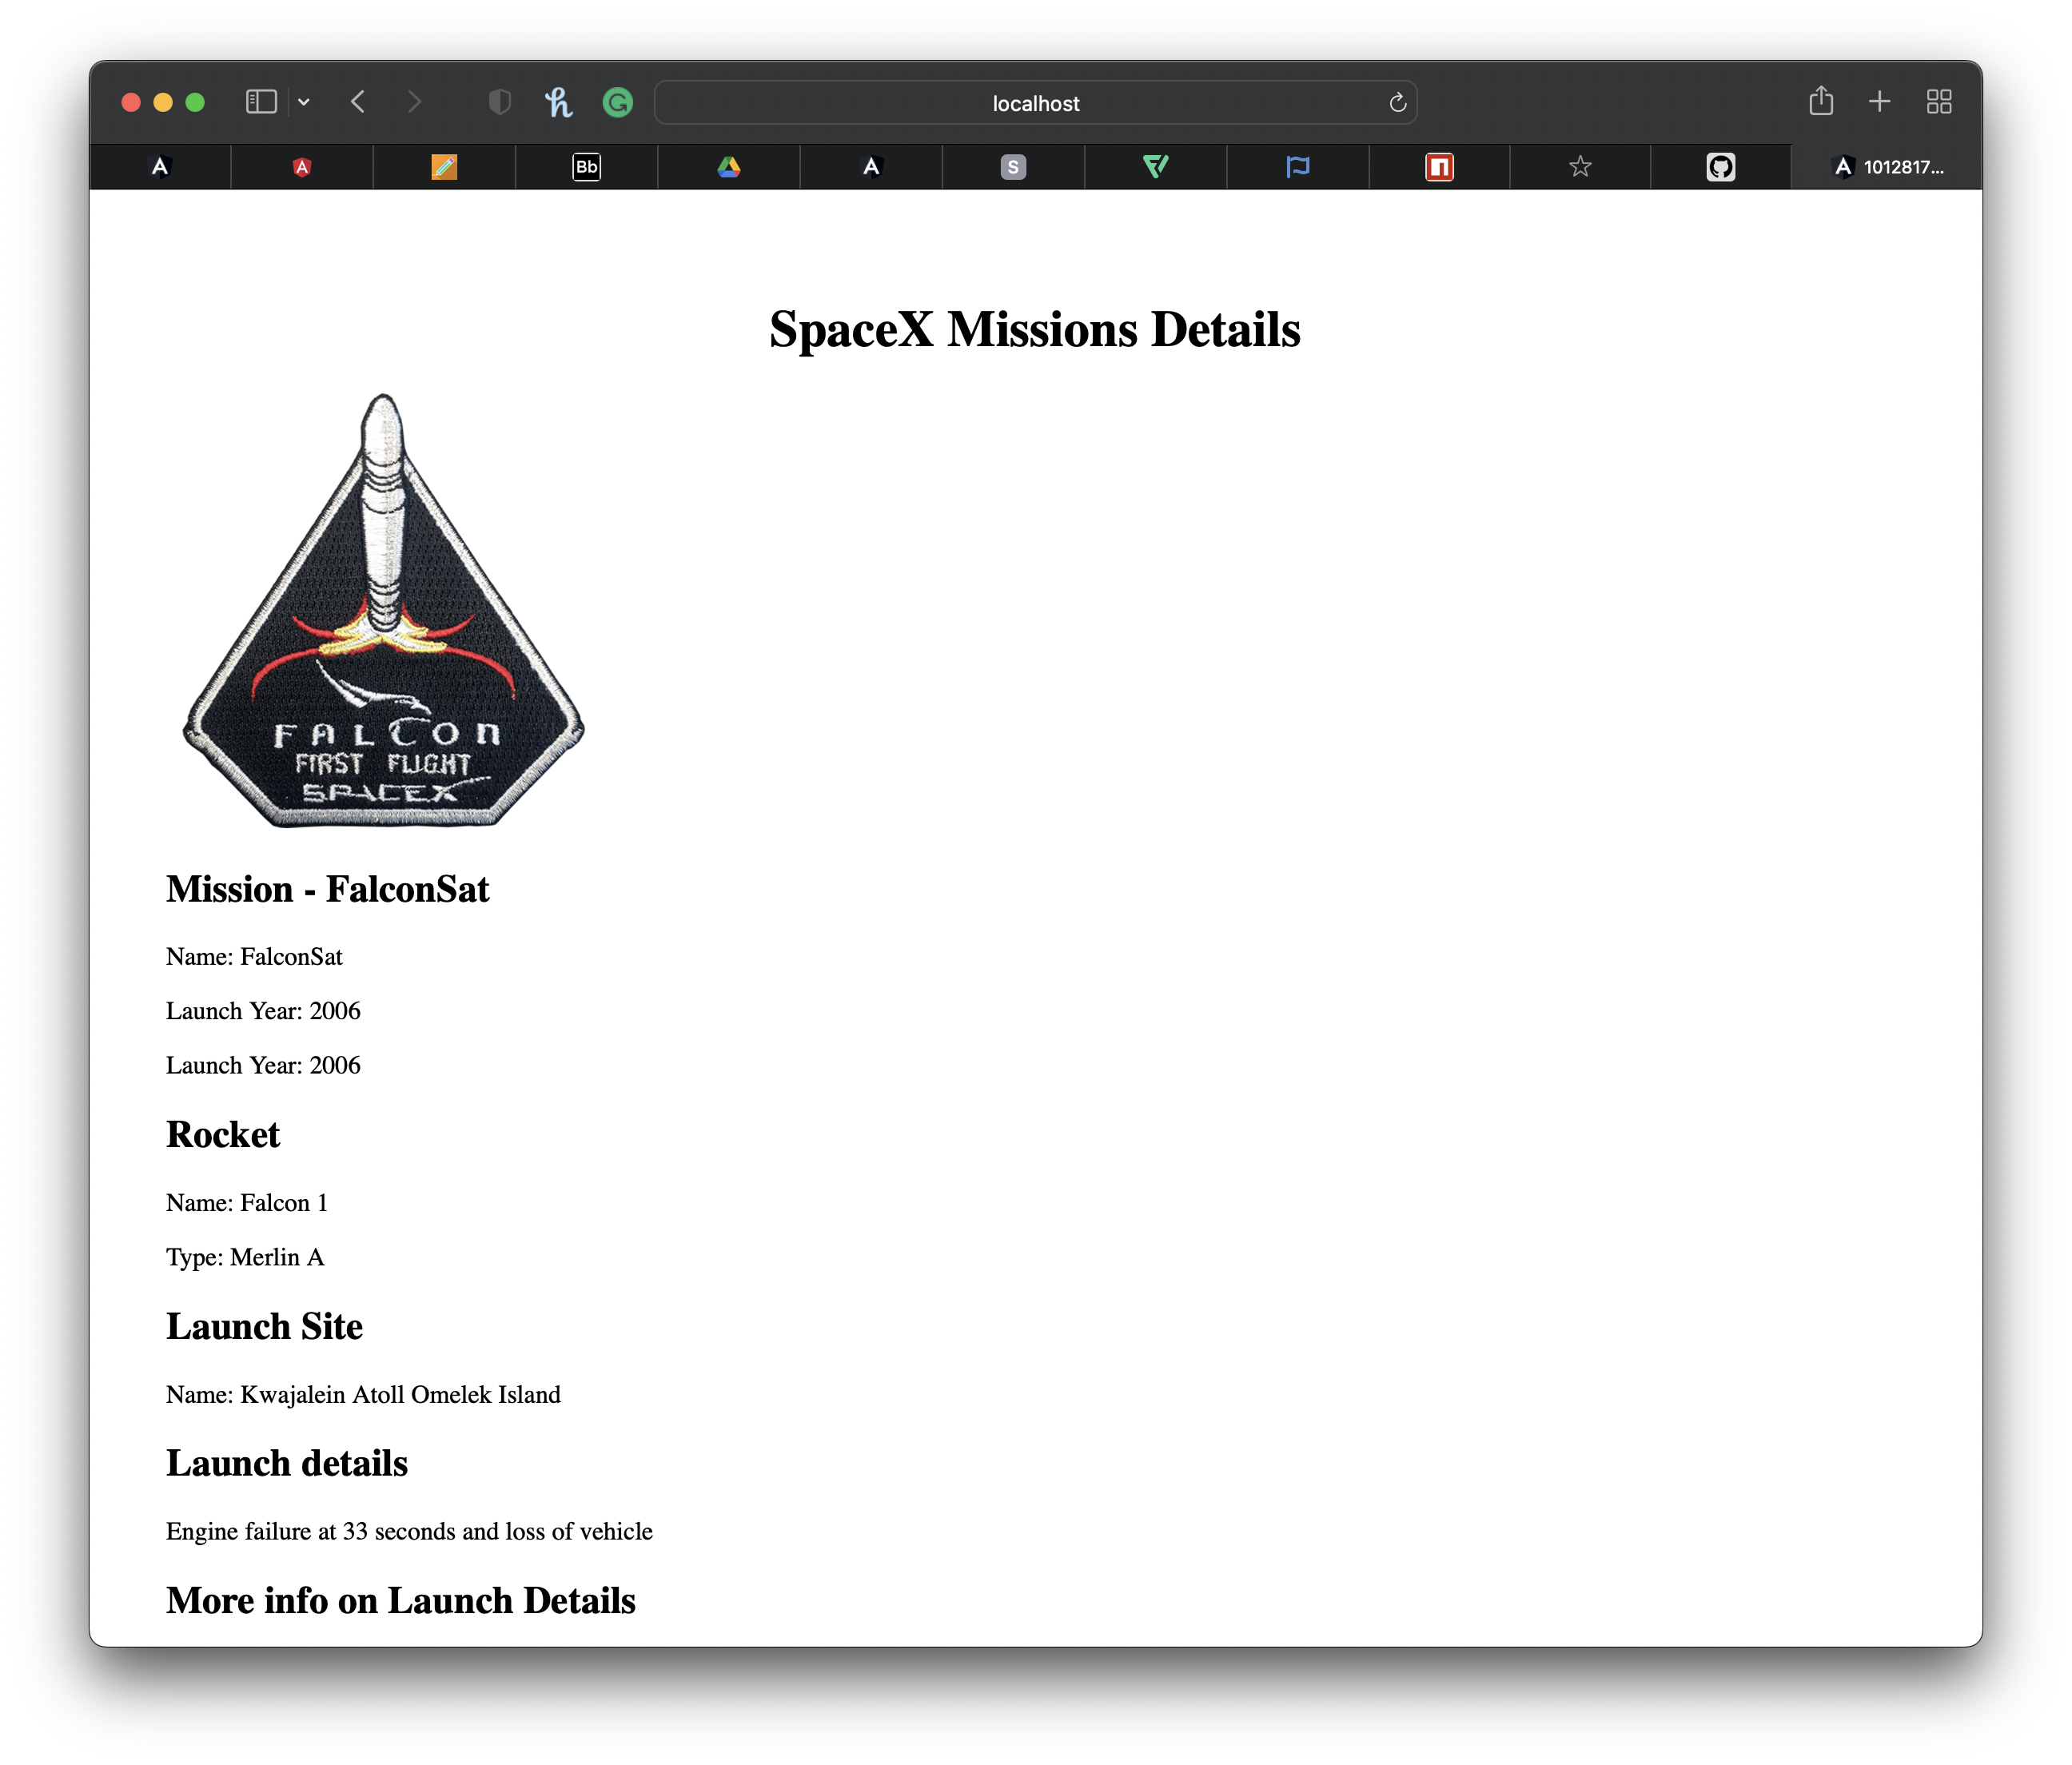 localhost
Bb
S
1012817...
SpaceX Missions Details
FALCON
FIRST FLIGHT
SPACEX
Mission - FalconSat
Name: FalconSat
Launch Year: 2006
Launch Year: 2006
Rocket
Name: Falcon 1
Type: Merlin A
Launch Site
Name: Kwajalein Atoll Omelek Island
Launch details
Engine failure at 33 seconds and loss of vehicle
More info on Launch Details